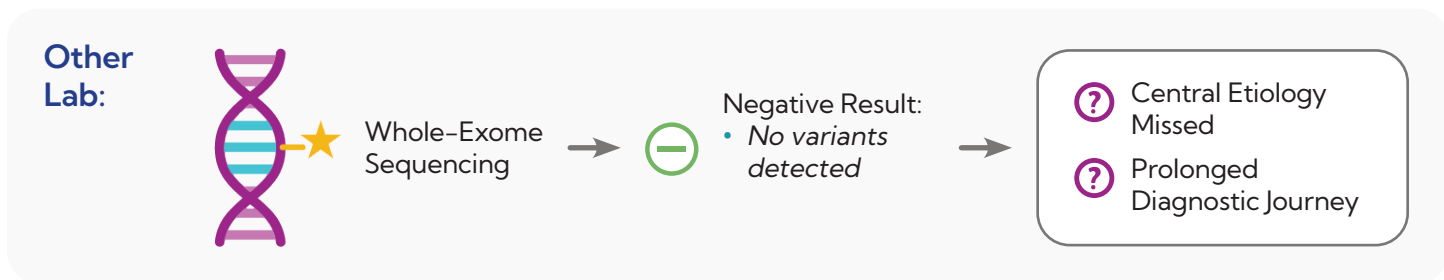 Other
Lab:
Whole-Exome
Sequencing
Negative Result:
• No variants
detected
? Central Etiology
Missed
? Prolonged
Diagnostic Journey